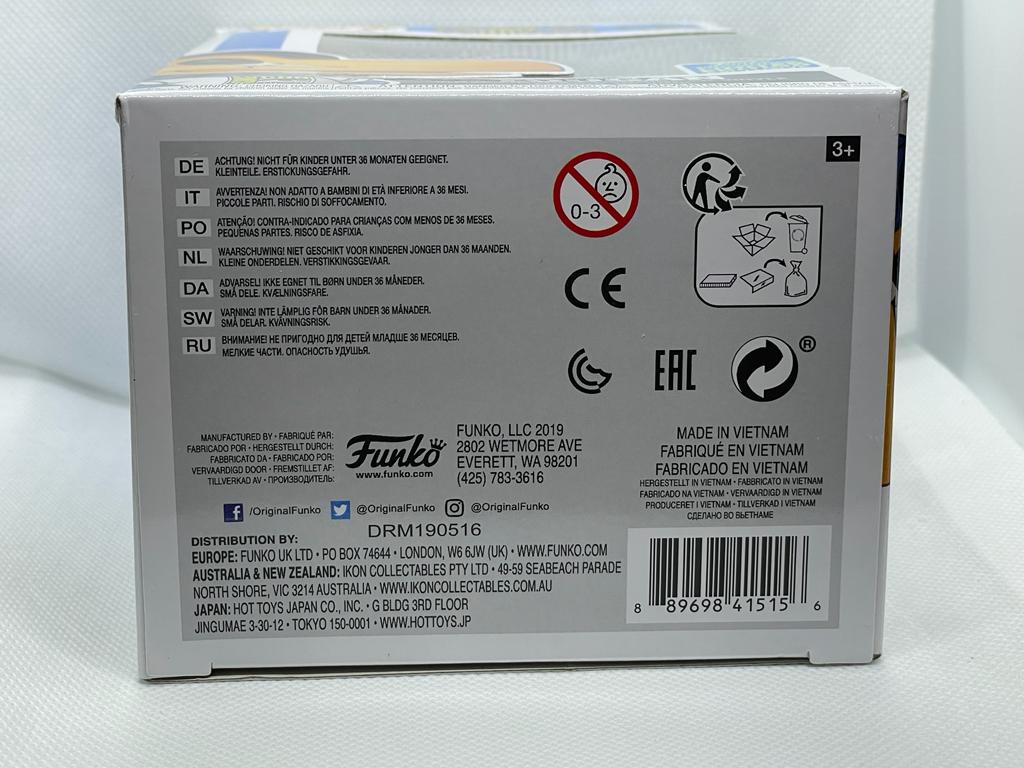 3+
DE ACHTUNG! NICHT FÜR KINDER UNTER 36 MONATEN GEEIGNET.
KLEINTEILE. ERSTICKUNGSGEFAHR.
IT AVVERTENZA! NON ADATTO A BAMBINI DI ETÀ INFERIORE A 36 MESI.
PICCOLE PARTI. RISCHIO DI SOFFOCAMENTO.
PO ATENÇÃO! CONTRA-INDICADO PARA CRIANÇAS COM MENOS DE 36 MESES.
PEQUENAS PARTES. RISCO DE ASFIXIA.
NL WAARSCHUWING! NIET GESCHIKT VOOR KINDEREN JONGER DAN 36 MAANDEN.
KLEINE ONDERDELEN. VERSTIKKINGSGEVAAR.
DA ADVARSEL! IKKE EGNET TIL BØRN UNDER 36 MÅNEDER.
SMÅ DELE. KVÆLNINGSFARE.
SW VARNING! INTE LÄMPLIG FÖR BARN UNDER 36 MÅNADER.
SMÅ DELAR. KVÄVNINGSRISK.
RU ВНИМАНИЕ! НЕ ПРИГОДНО ДЛЯ ДЕТЕЙ МЛАДШЕ 36 МЕСЯЦЕВ.
МЕЛКИЕ ЧАСТИ. ОПАСНОСТЬ УДУШЬЯ.
0-3
CE
EAC
®
MANUFACTURED BY • FABRIQUÉ PAR:
FABRICADO POR • HERGESTELLT DURCH:
FABBRICATO DA • FABRICADO POR:
VERVAARDIGD DOOR • FREMSTILLET AF:
TILLVERKAD AV • ПРОИЗВОДИТЕЛЬ:
Funko
www.funko.com
FUNKO, LLC 2019
2802 WETMORE AVE
EVERETT, WA 98201
(425) 783-3616
MADE IN VIETNAM
FABRIQUÉ EN VIETNAM
FABRICADO EN VIETNAM
HERGESTELLT IN VIETNAM • FABBRICATO IN VIETNAM
FABRICADO NA VIETNAM • VERVAARDIGD IN VIETNAM
PRODUCERET I VIETNAM • TILLVERKAD I VIETNAM
СДЕЛАНО ВО ВЬЕТНАМЕ
f /OriginalFunko @OriginalFunko @OriginalFunko
DRM190516
DISTRIBUTION BY:
EUROPE: FUNKO UK LTD • PO BOX 74644 • LONDON, W6 6JW (UK) • WWW.FUNKO.COM
AUSTRALIA & NEW ZEALAND: IKON COLLECTABLES PTY LTD • 49-59 SEABEACH PARADE
NORTH SHORE, VIC 3214 AUSTRALIA • WWW.IKONCOLLECTABLES.COM.AU
JAPAN: HOT TOYS JAPAN CO., INC. • G BLDG 3RD FLOOR
JINGUMAE 3-30-12 • TOKYO 150-0001 • WWW.HOTTOYS.JP
8 89698 41515 6